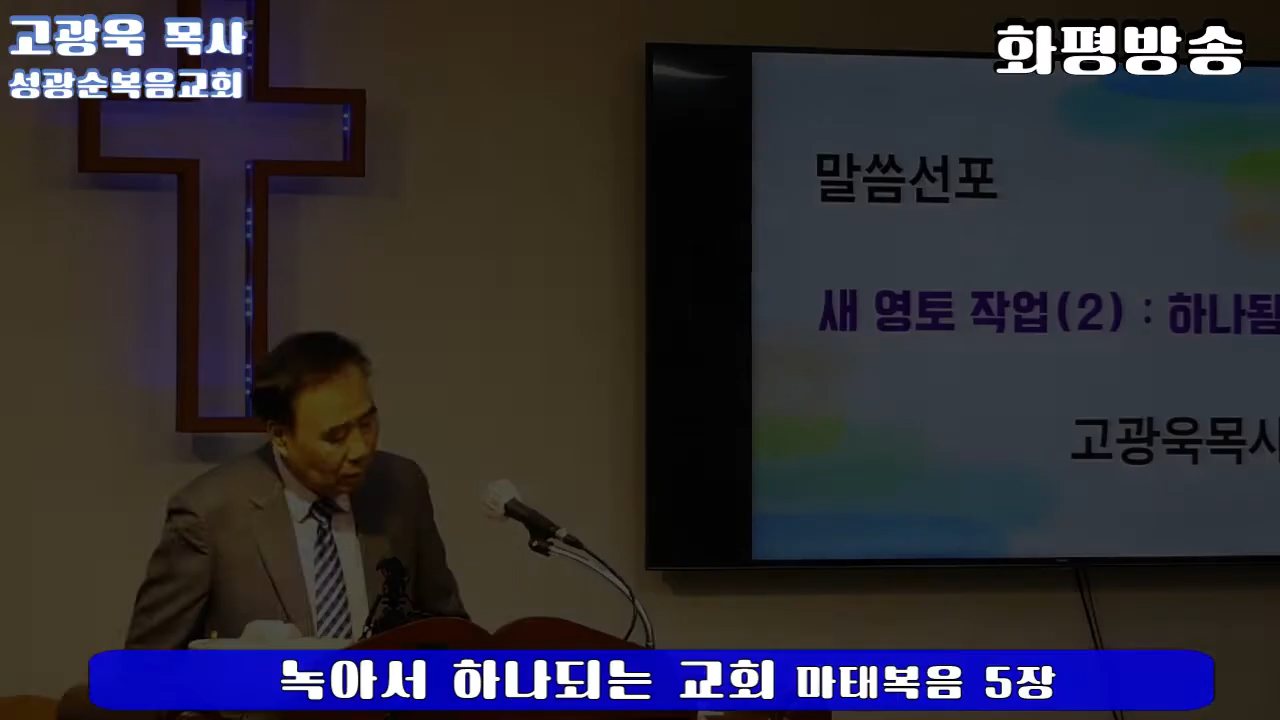 고광욱 목사
성광순복음교회
화평방송
말씀선포
새 영토 작업(2) : 하나될
고광욱목사
녹아서 하나되는 교회 마태복음 5장